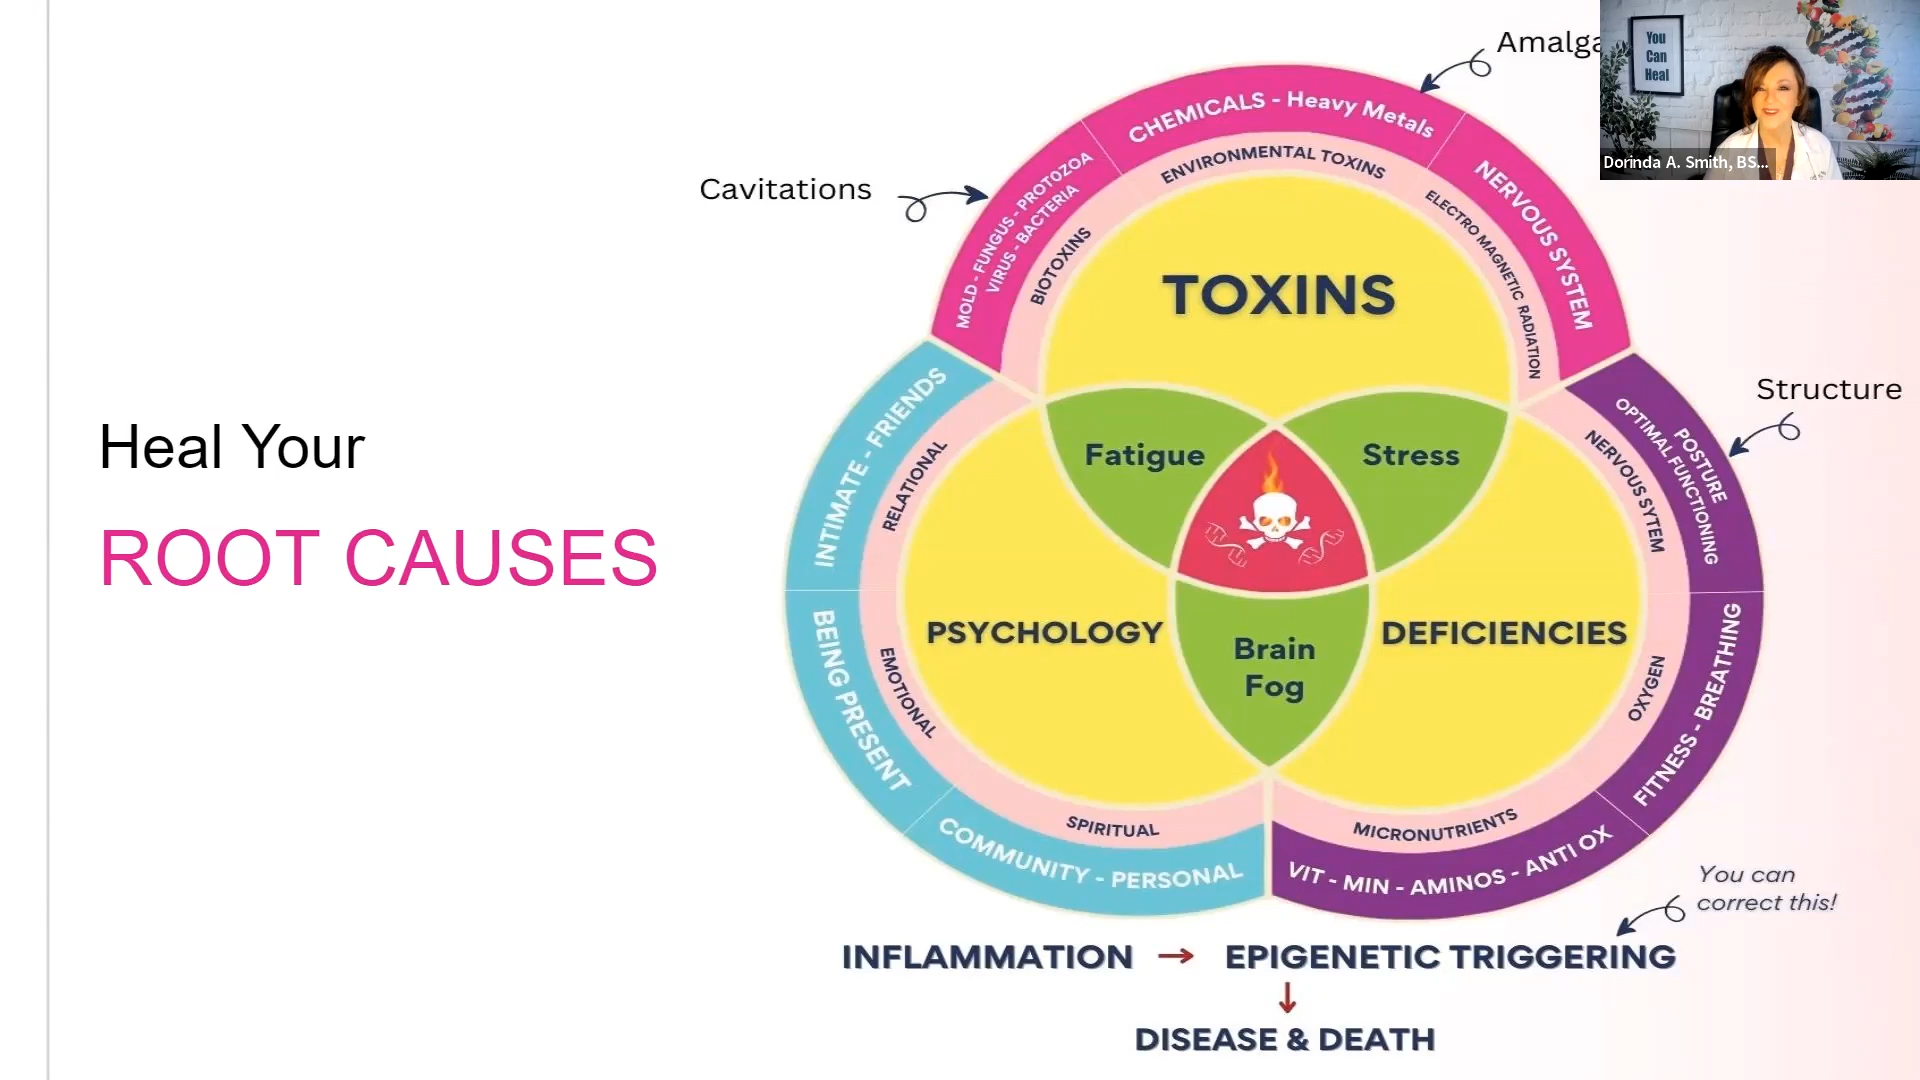 Heal Your
ROOT CAUSES
Cavitations
Structure
You can
correct this!
CHEMICALS - Heavy Metals
ENVIRONMENTAL TOXINS
MOLD - FUNGUS - PROTOZOA
VIRUS - BACTERIA
BIOTOXINS
NERVOUS SYSTEM
ELECTRO MAGNETIC RADIATION
TOXINS
INTIMATE - FRIENDS
RELATIONAL
BEING PRESENT
EMOTIONAL
COMMUNITY - PERSONAL
SPIRITUAL
POSTURE
OPTIMAL FUNCTIONING
NERVOUS SYTEM
FITNESS - BREATHING
OXYGEN
VIT - MIN - AMINOS - ANTI OX
MICRONUTRIENTS
Fatigue
Stress
PSYCHOLOGY
DEFICIENCIES
Brain
Fog
INFLAMMATION → EPIGENETIC TRIGGERING
↓
DISEASE & DEATH
You
Can
Heal
Dorinda A. Smith, BS...